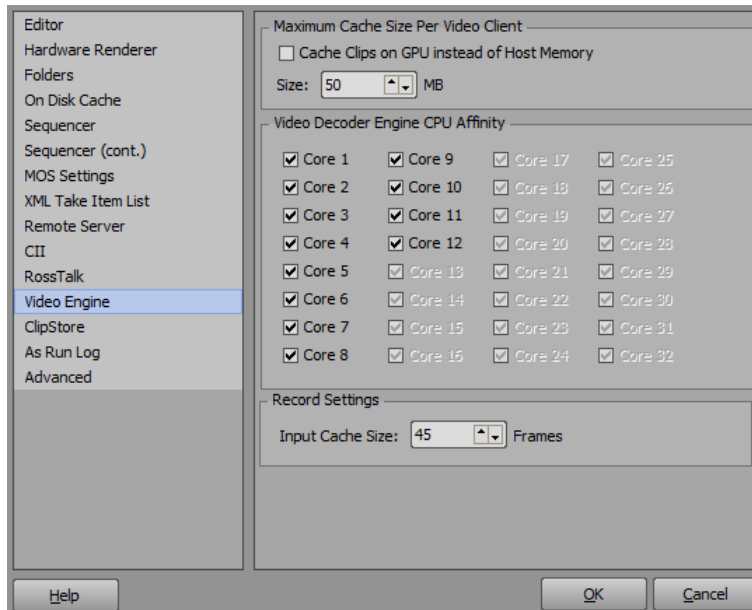 Editor
Hardware Renderer
Folders
On Disk Cache
Sequencer
Sequencer (cont.)
MOS Settings
XML Take Item List
Remote Server
CII
RossTalk
Video Engine
ClipStore
As Run Log
Advanced
Maximum Cache Size Per Video Client
Cache Clips on GPU instead of Host Memory
Size: 50 MB
Video Decoder Engine CPU Affinity
Core 1 Core 9 Core 17 Core 25
Core 2 Core 10 Core 18 Core 26
Core 3 Core 11 Core 19 Core 27
Core 4 Core 12 Core 20 Core 28
Core 5 Core 13 Core 21 Core 29
Core 6 Core 14 Core 22 Core 30
Core 7 Core 15 Core 23 Core 31
Core 8 Core 16 Core 24 Core 32
Record Settings
Input Cache Size: 45 Frames
Help OK Cancel